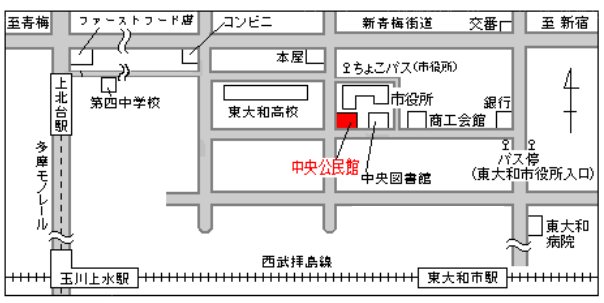 至青梅
ファーストフード店
コンビニ
新青梅街道
交番
至新宿
本屋
ちょこバス(市役所)
上北台駅
第四中学校
東大和高校
市役所
銀行
商工会館
中央公民館
中央図書館
バス停
(東大和市役所入口)
多摩モノレール
東大和
病院
西武拝島線
玉川上水駅
東大和市駅